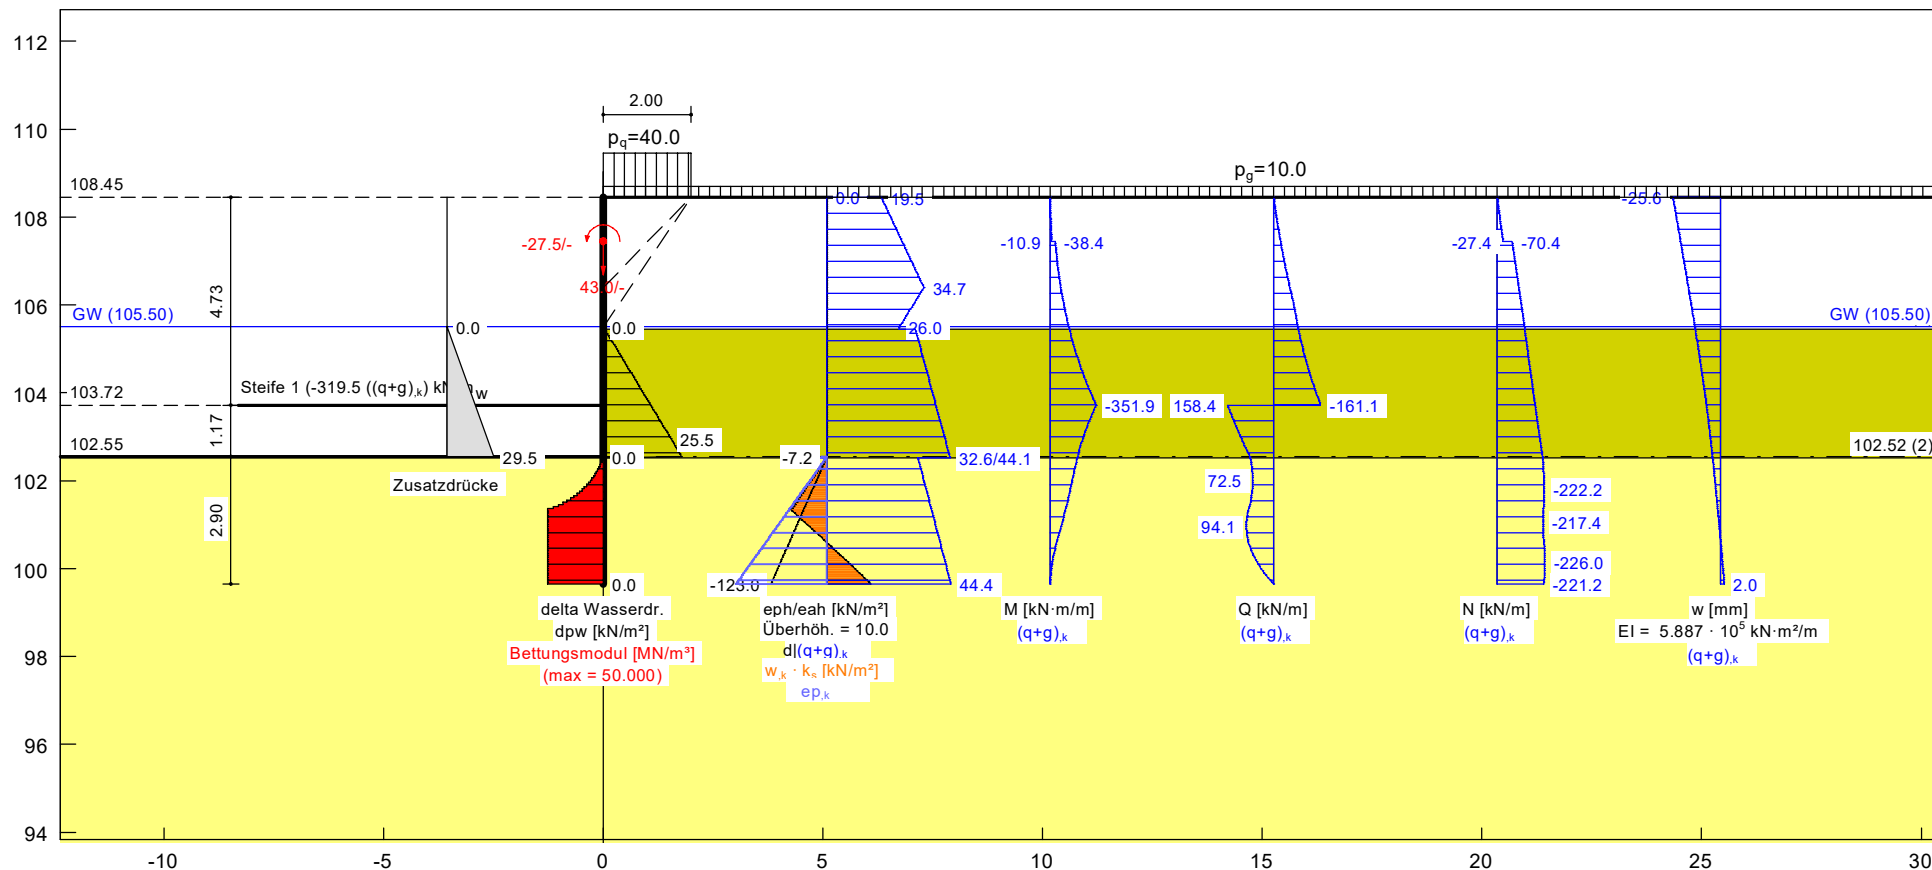 112
110
108
106
104
102
100
98
96
94
-10
-5
0
5
10
15
20
25
30
2.00
pq=40.0
pg=10.0
108.45
103.72
102.55
4.73
1.17
2.90
GW (105.50)
GW (105.50)
102.52 (2)
-27.5/-
43.0/-
Steife 1 (-319.5 ((q+g),k)
w
0.0
29.5
Zusatzdrücke
0.0
25.5
0.0
0.0
delta Wasserdr.
dpw [kN/m²]
Bettungsmodul [MN/m³]
(max = 50.000)
0.0
19.5
34.7
26.0
-7.2
32.6/44.1
-123.0
44.4
eph/eah [kN/m²]
Überhöh. = 10.0
d|(q+g),k
w,k · ks [kN/m²]
ep,k
-10.9
-38.4
-351.9
M [kN·m/m]
(q+g),k
158.4
-161.1
72.5
94.1
Q [kN/m]
(q+g),k
-27.4
-70.4
-222.2
-217.4
-226.0
-221.2
N [kN/m]
(q+g),k
-25.6
2.0
w [mm]
EI = 5.887 · 10⁵ kN·m²/m
(q+g),k